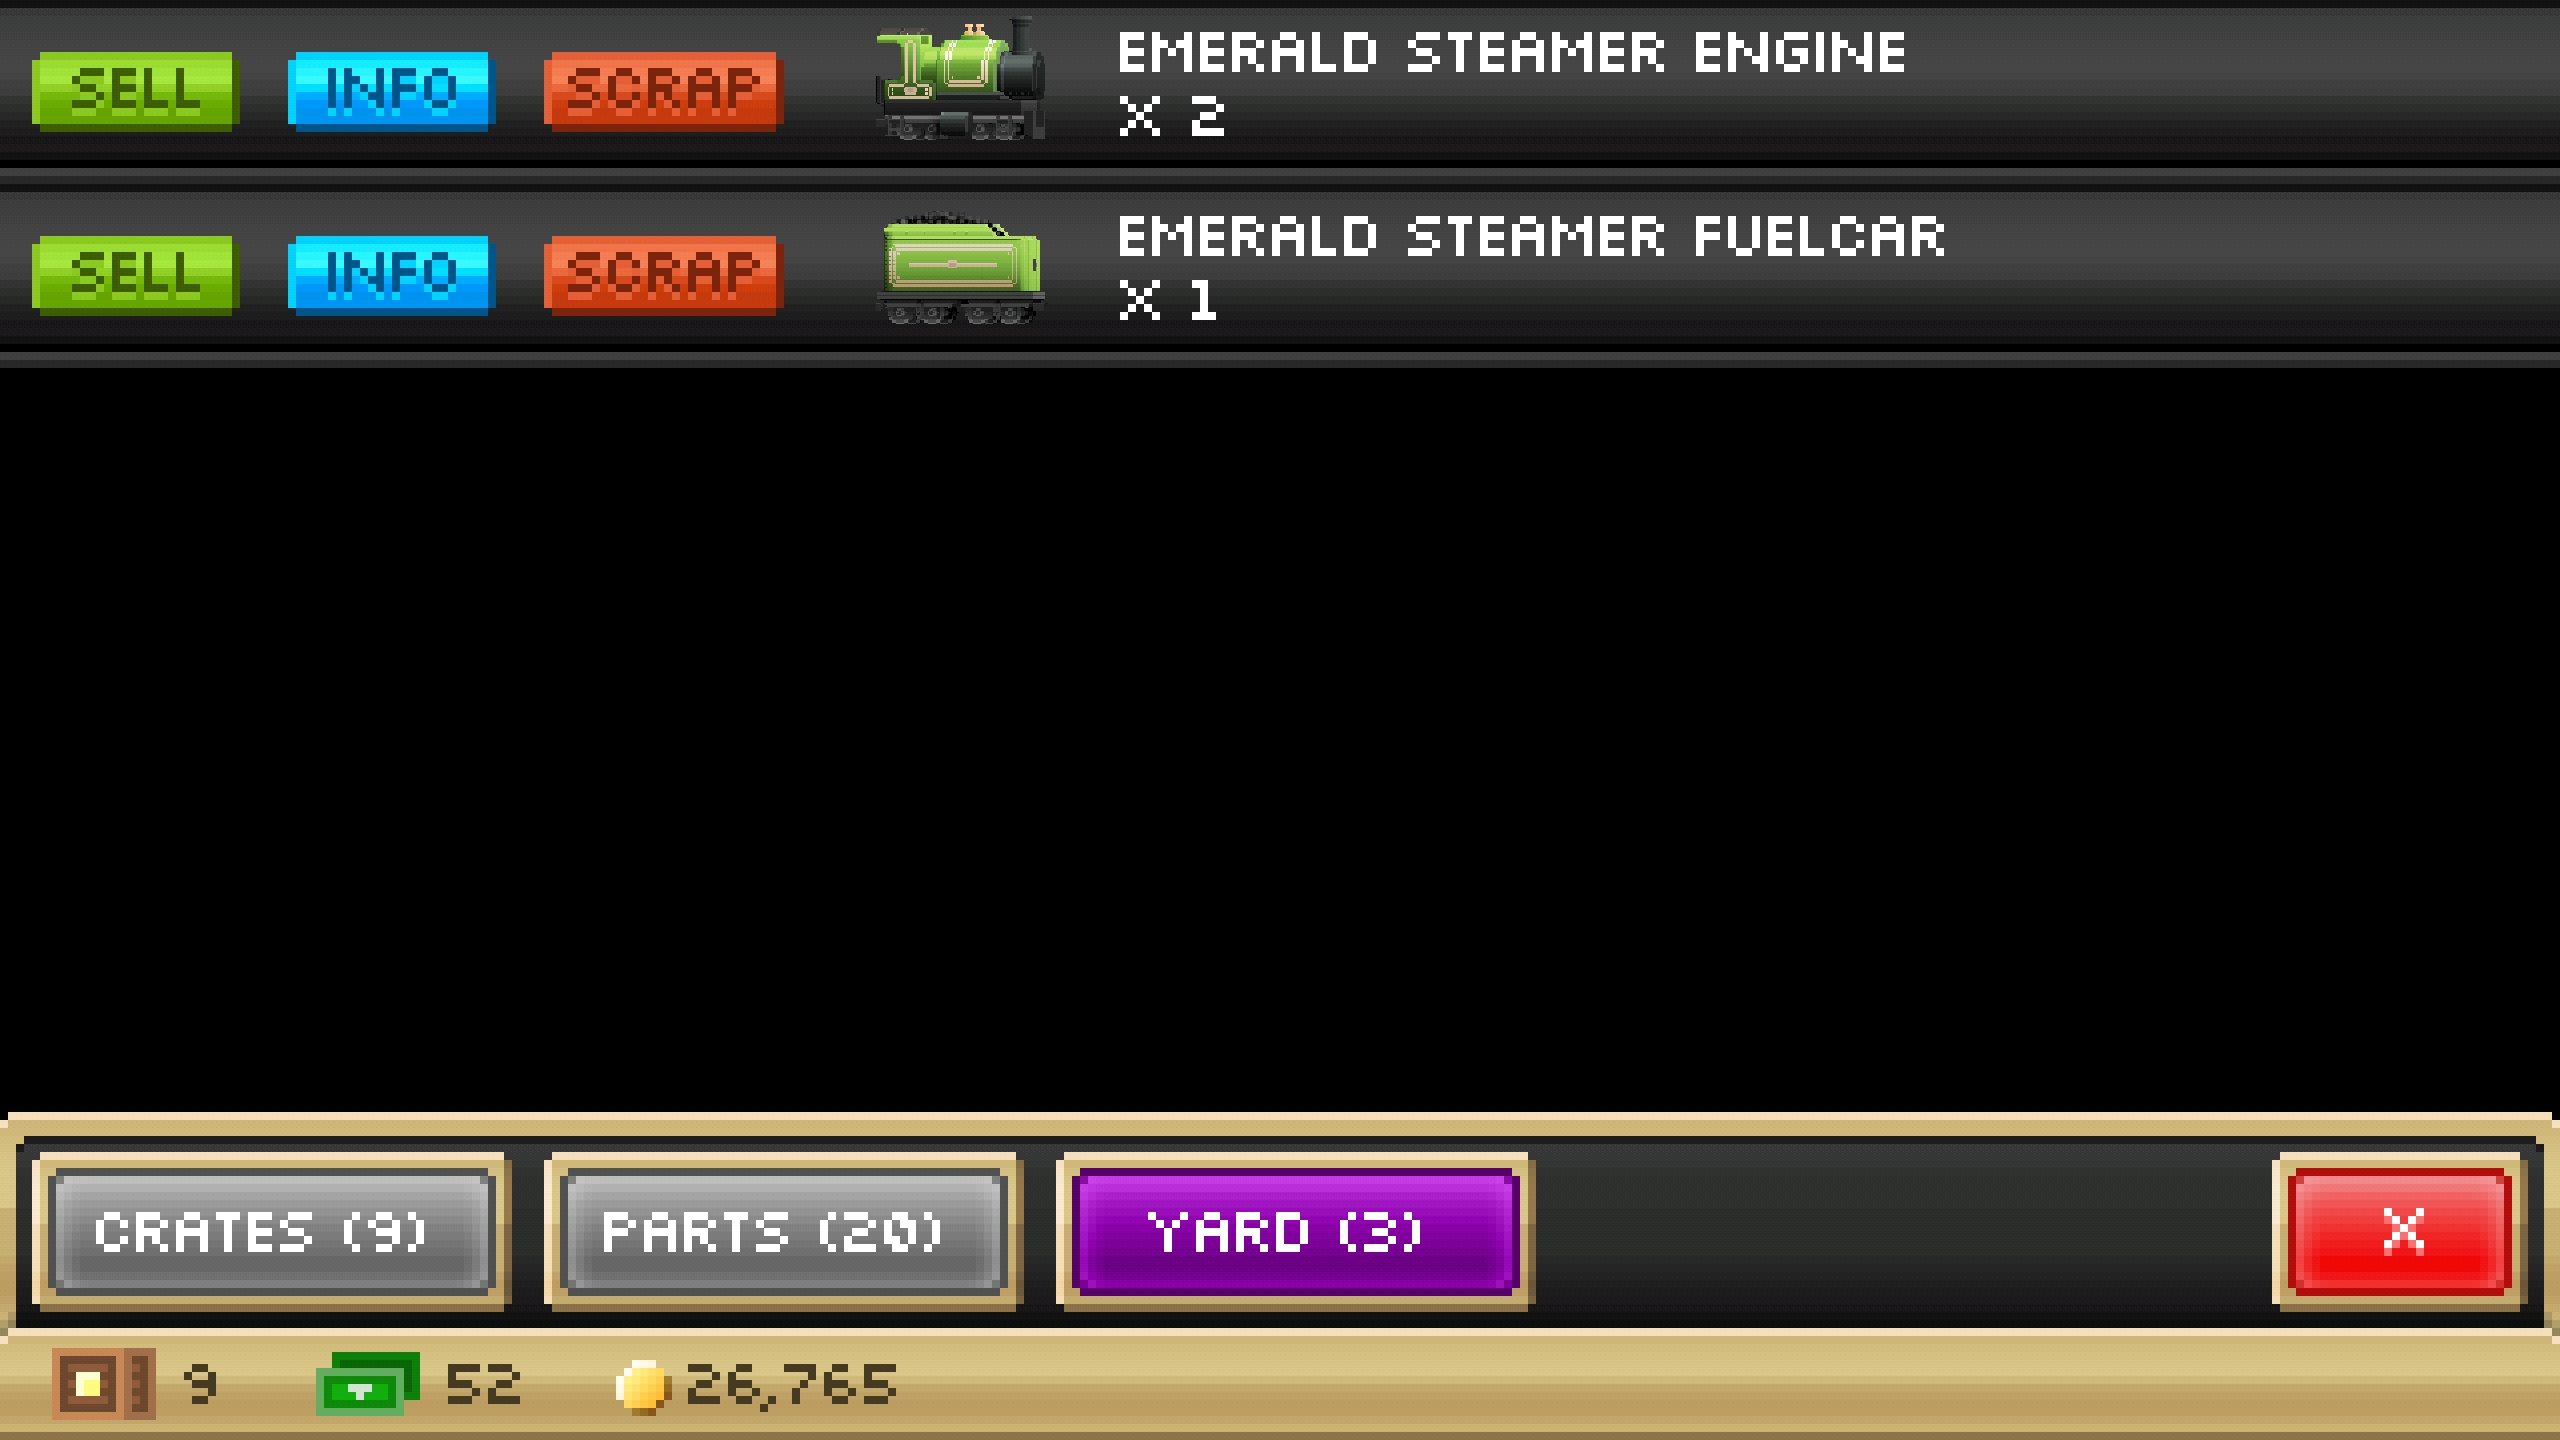 SELL INFO SCRAP EMERALD STEAMER ENGINE
X 2
SELL INFO SCRAP EMERALD STEAMER FUELCAR
X 1
CRATES (9) PARTS (20) YARD (3) X
9 52 26,765